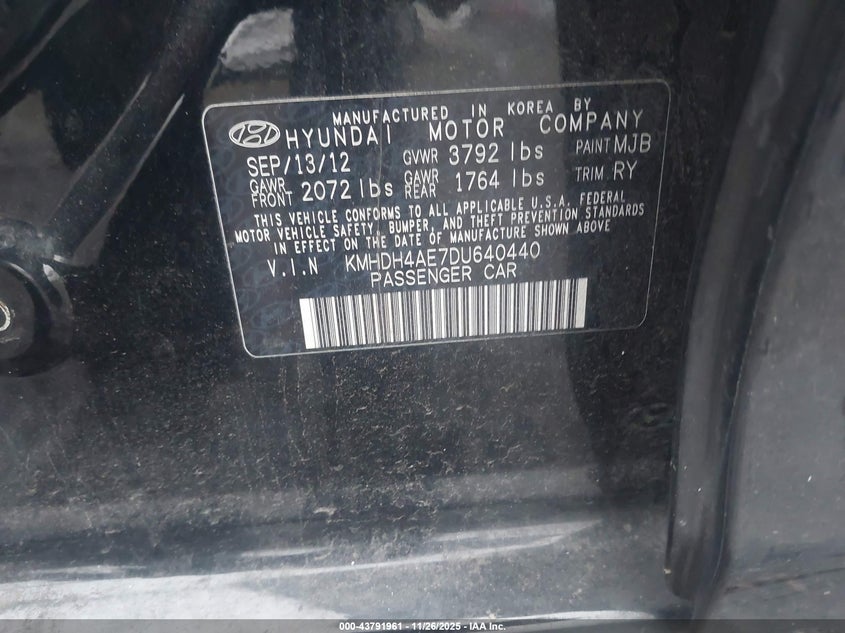 MANUFACTURED IN KOREA BY
HYUNDAI MOTOR COMPANY
SEP/13/12 GVWR 3792 lbs PAINT MJB
GAWR FRONT 2072 lbs GAWR REAR 1764 lbs TRIM RY
THIS VEHICLE CONFORMS TO ALL APPLICABLE U.S.A. FEDERAL
MOTOR VEHICLE SAFETY, BUMPER, AND THEFT PREVENTION STANDARDS
IN EFFECT ON THE DATE OF MANUFACTURE SHOWN ABOVE
V.I.N KMHDH4AE7DU640440
PASSENGER CAR
000-43791961 - 11/26/2025 - © IAA Inc.